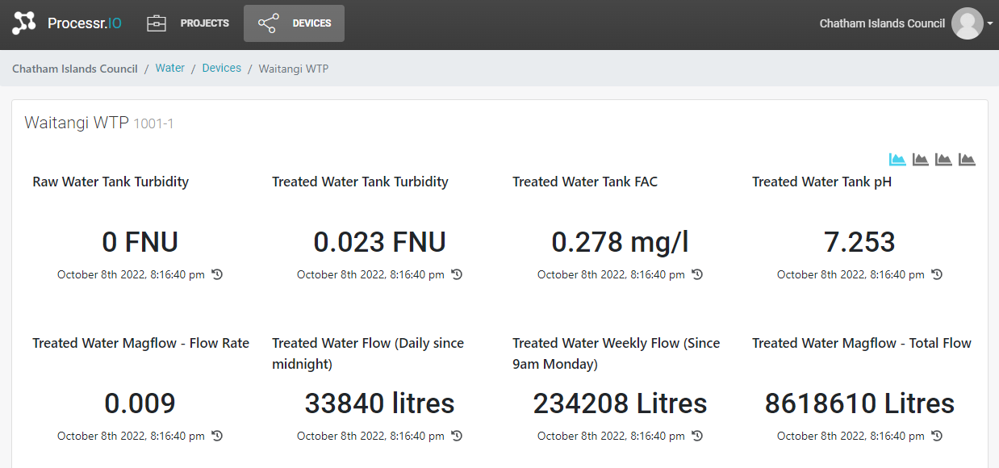 Processr.IO PROJECTS DEVICES Chatham Islands Council
Chatham Islands Council / Water / Devices / Waitangi WTP
Waitangi WTP 1001-1
Raw Water Tank Turbidity
0 FNU
October 8th 2022, 8:16:40 pm
Treated Water Tank Turbidity
0.023 FNU
October 8th 2022, 8:16:40 pm
Treated Water Tank FAC
0.278 mg/l
October 8th 2022, 8:16:40 pm
Treated Water Tank pH
7.253
October 8th 2022, 8:16:40 pm
Treated Water Magflow - Flow Rate
0.009
October 8th 2022, 8:16:40 pm
Treated Water Flow (Daily since
midnight)
33840 litres
October 8th 2022, 8:16:40 pm
Treated Water Weekly Flow (Since
9am Monday)
234208 Litres
October 8th 2022, 8:16:40 pm
Treated Water Magflow - Total Flow
8618610 Litres
October 8th 2022, 8:16:40 pm